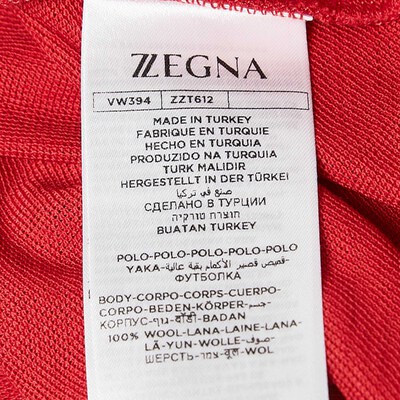 ZZEGNA
VW394 ZZT612
MADE IN TURKEY
FABRIQUE EN TURQUIE
HECHO EN TURQUIA
PRODUZIDO NA TURQUIA
TURK MALIDIR
HERGESTELLT IN DER TÜRKEI
صنع في تركيا
СДЕЛАНО В ТУРЦИИ
תוצרת טורקיה
BUATAN TURKEY
POLO-POLO-POLO-POLO-POLO
YAKA-قميص قصير الأكمام بقبة عالية-
ФУТБОЛКА
BODY-CORPO-CORPS-CUERPO-
CORPO-BEDEN-KÖRPER-جسم-
КОРПУС-גוף-बॉडी-BADAN
100% WOOL-LANA-LAINE-LANA-
LÃ-YUN-WOLLE-صوف-
ШЕРСТЬ-צמר-वूल-WOL